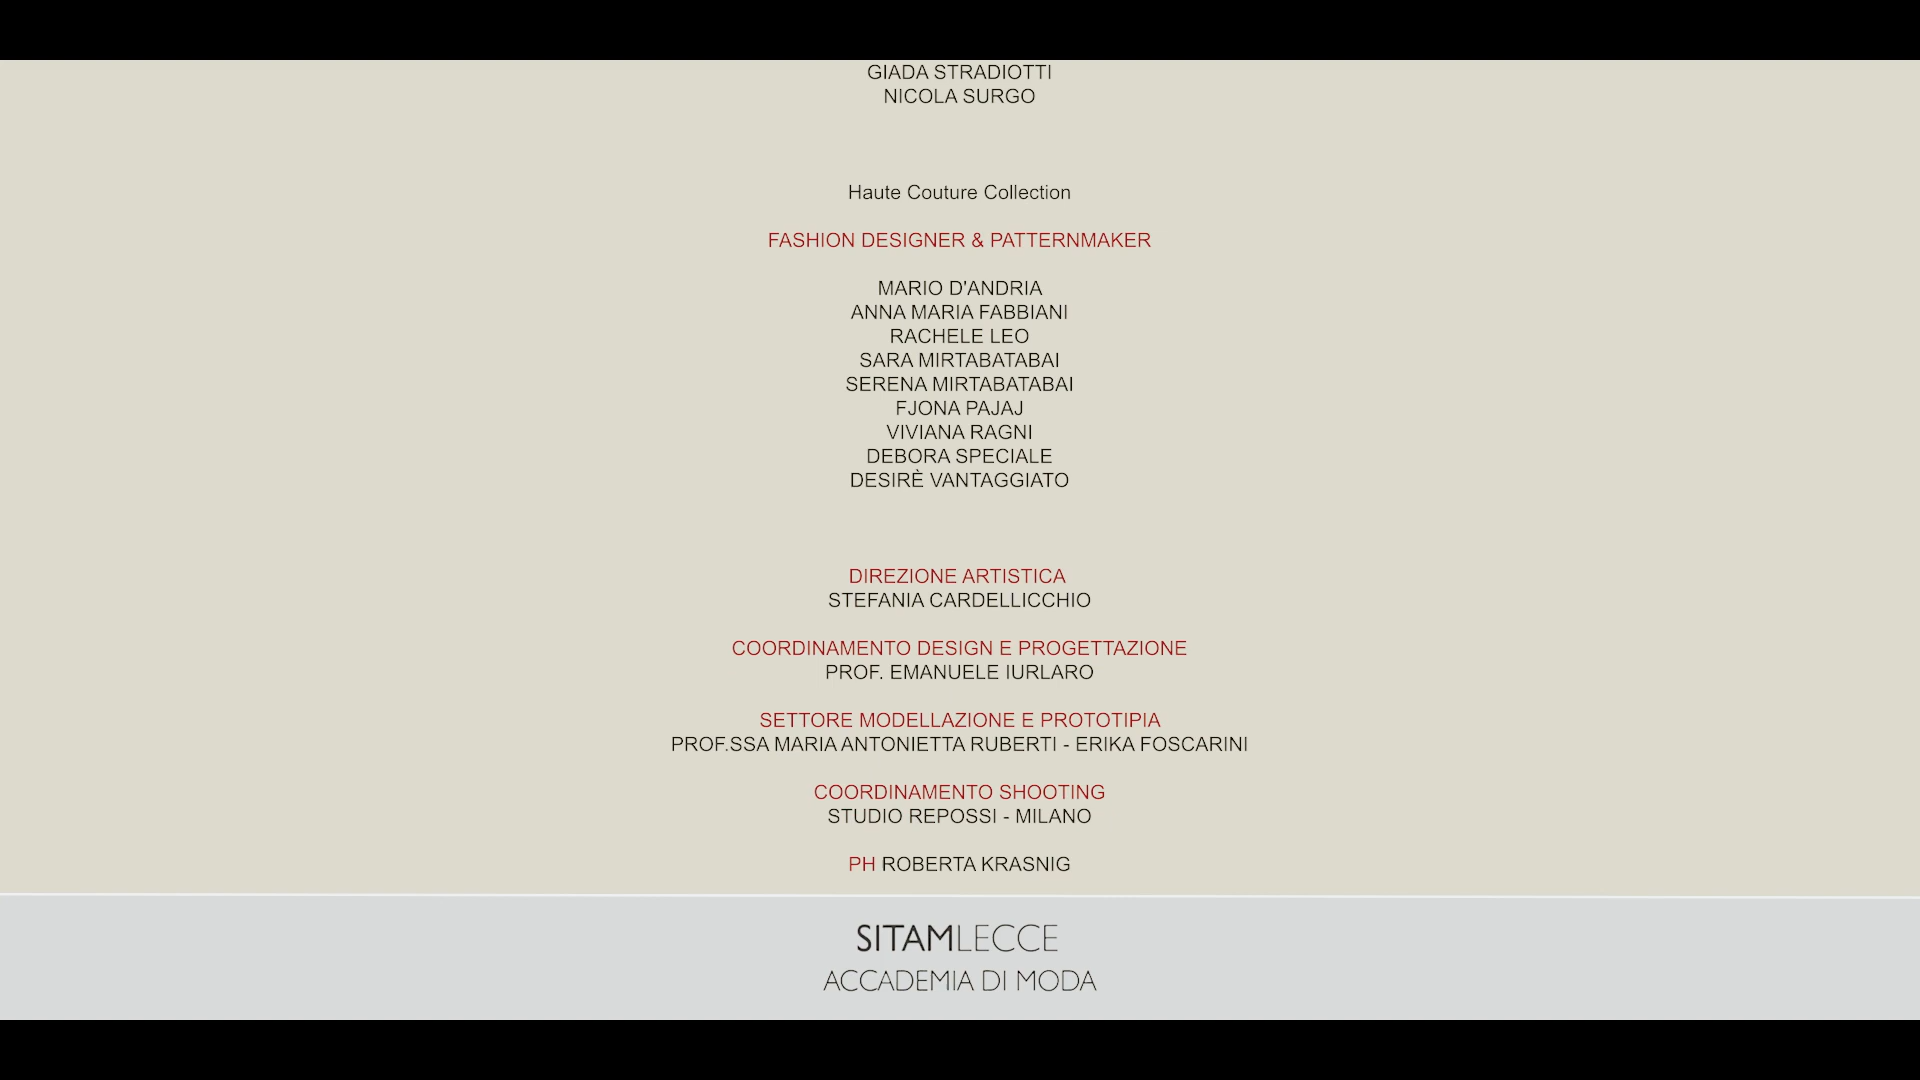 GIADA STRADIOTTI
NICOLA SURGO
Haute Couture Collection
FASHION DESIGNER & PATTERNMAKER
MARIO D'ANDRIA
ANNA MARIA FABBIANI
RACHELE LEO
SARA MIRTABATABAI
SERENA MIRTABATABAI
FJONA PAJAJ
VIVIANA RAGNI
DEBORA SPECIALE
DESIRÈ VANTAGGIATO
DIREZIONE ARTISTICA
STEFANIA CARDELLICCHIO
COORDINAMENTO DESIGN E PROGETTAZIONE
PROF. EMANUELE IURLARO
SETTORE MODELLAZIONE E PROTOTIPIA
PROF.SSA MARIA ANTONIETTA RUBERTI - ERIKA FOSCARINI
COORDINAMENTO SHOOTING
STUDIO REPOSSI - MILANO
PH ROBERTA KRASNIG
SITAMLECCE
ACCADEMIA DI MODA